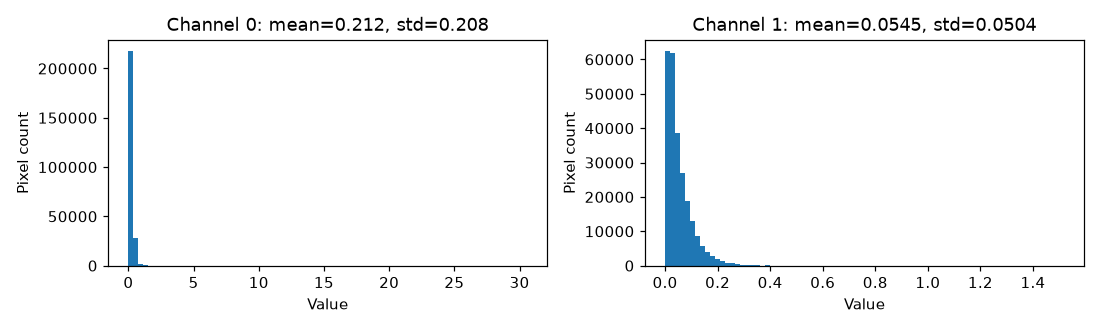 Channel 0: mean=0.212, std=0.208
200000
150000
100000
50000
0
Pixel count
0 5 10 15 20 25 30
Value
Channel 1: mean=0.0545, std=0.0504
60000
50000
40000
30000
20000
10000
0
Pixel count
0.0 0.2 0.4 0.6 0.8 1.0 1.2 1.4
Value